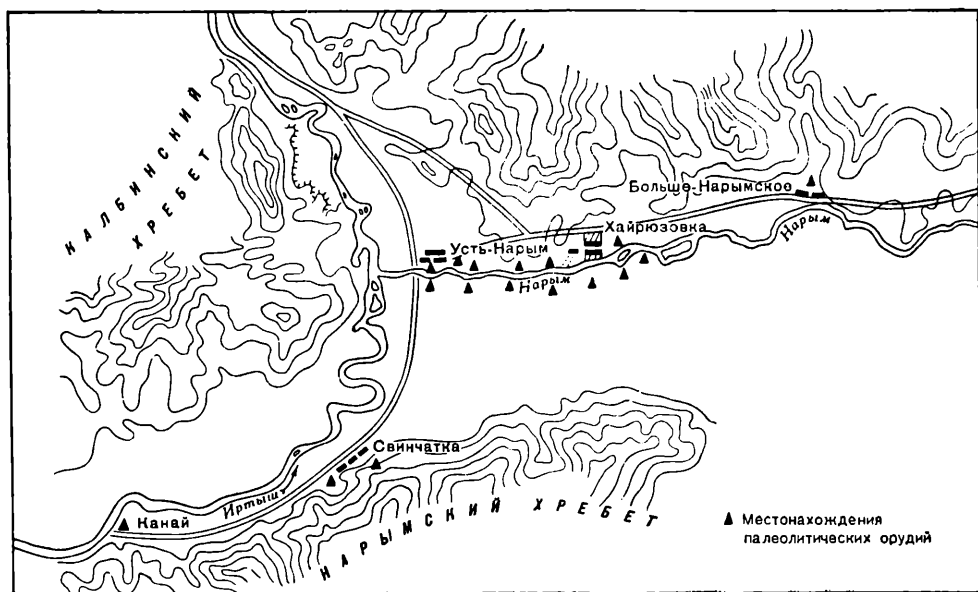 КАЛБИНСКИЙ
ХРЕБЕТ
Больше-Нарымское
Нарым
Хайрюзовка
Усть-Нарым
Нарым
Свинчатка
Иртыш
Канай
НАРЫМСКИЙ ХРЕБЕТ
Местонахождения
палеолитических орудий